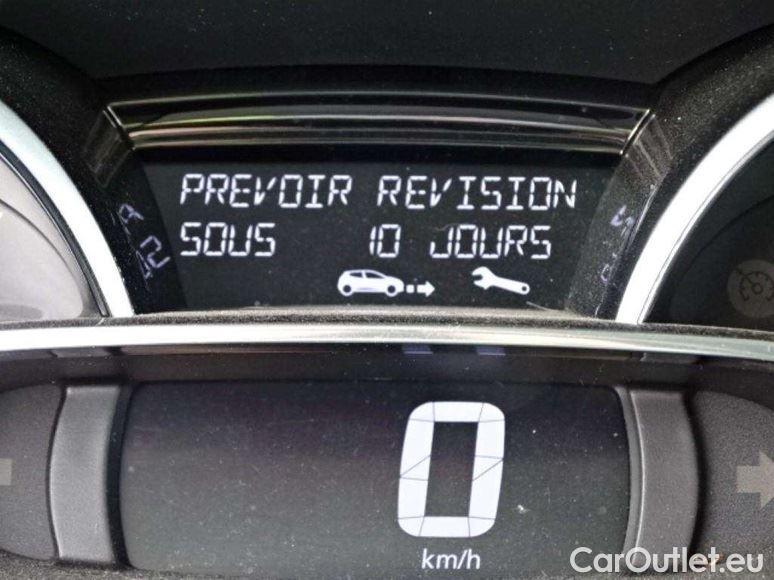 PREVOIR REVISION
SOUS 10 JOURS
0
km/h
CarOutlet.eu